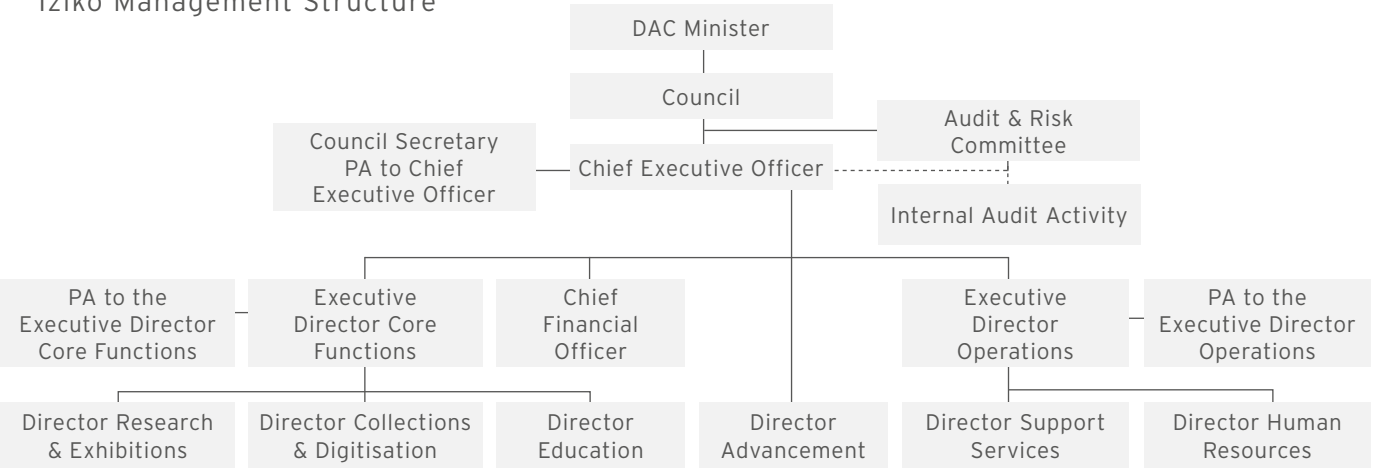 Iziko Management Structure
DAC Minister
Council
Audit & Risk
Committee
Council Secretary
PA to Chief
Executive Officer
Chief Executive Officer
Internal Audit Activity
PA to the
Executive Director
Core Functions
Executive
Director Core
Functions
Chief
Financial
Officer
Executive
Director
Operations
PA to the
Executive Director
Operations
Director Research
& Exhibitions
Director Collections
& Digitisation
Director
Education
Director
Advancement
Director Support
Services
Director Human
Resources